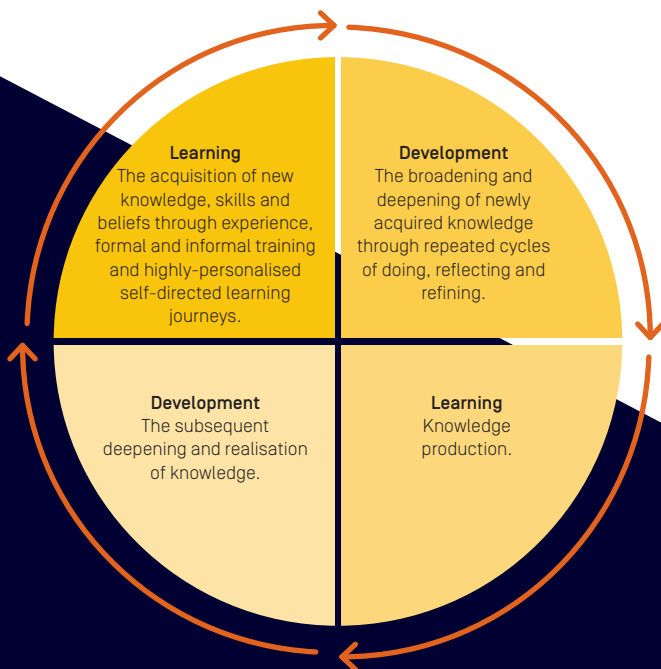 Learning
The acquisition of new
knowledge, skills and
beliefs through experience,
formal and informal training
and highly-personalised
self-directed learning
journeys.
Development
The broadening and
deepening of newly
acquired knowledge
through repeated cycles
of doing, reflecting and
refining.
Development
The subsequent
deepening and realisation
of knowledge.
Learning
Knowledge
production.